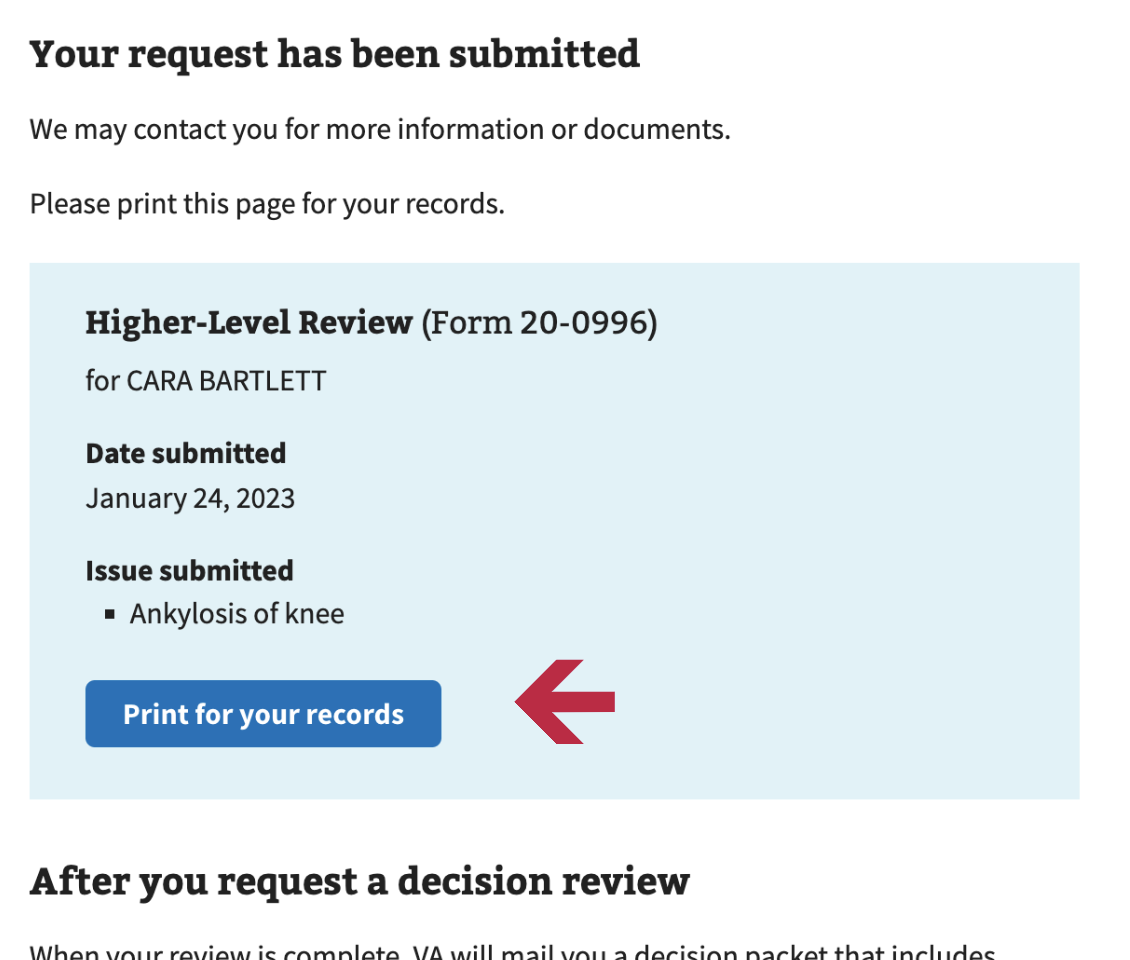 Your request has been submitted
We may contact you for more information or documents.
Please print this page for your records.
Higher-Level Review (Form 20-0996)
for CARA BARTLETT
Date submitted
January 24, 2023
Issue submitted
▪ Ankylosis of knee
Print for your records
After you request a decision review
When your review is complete, VA will mail you a decision packet that includes